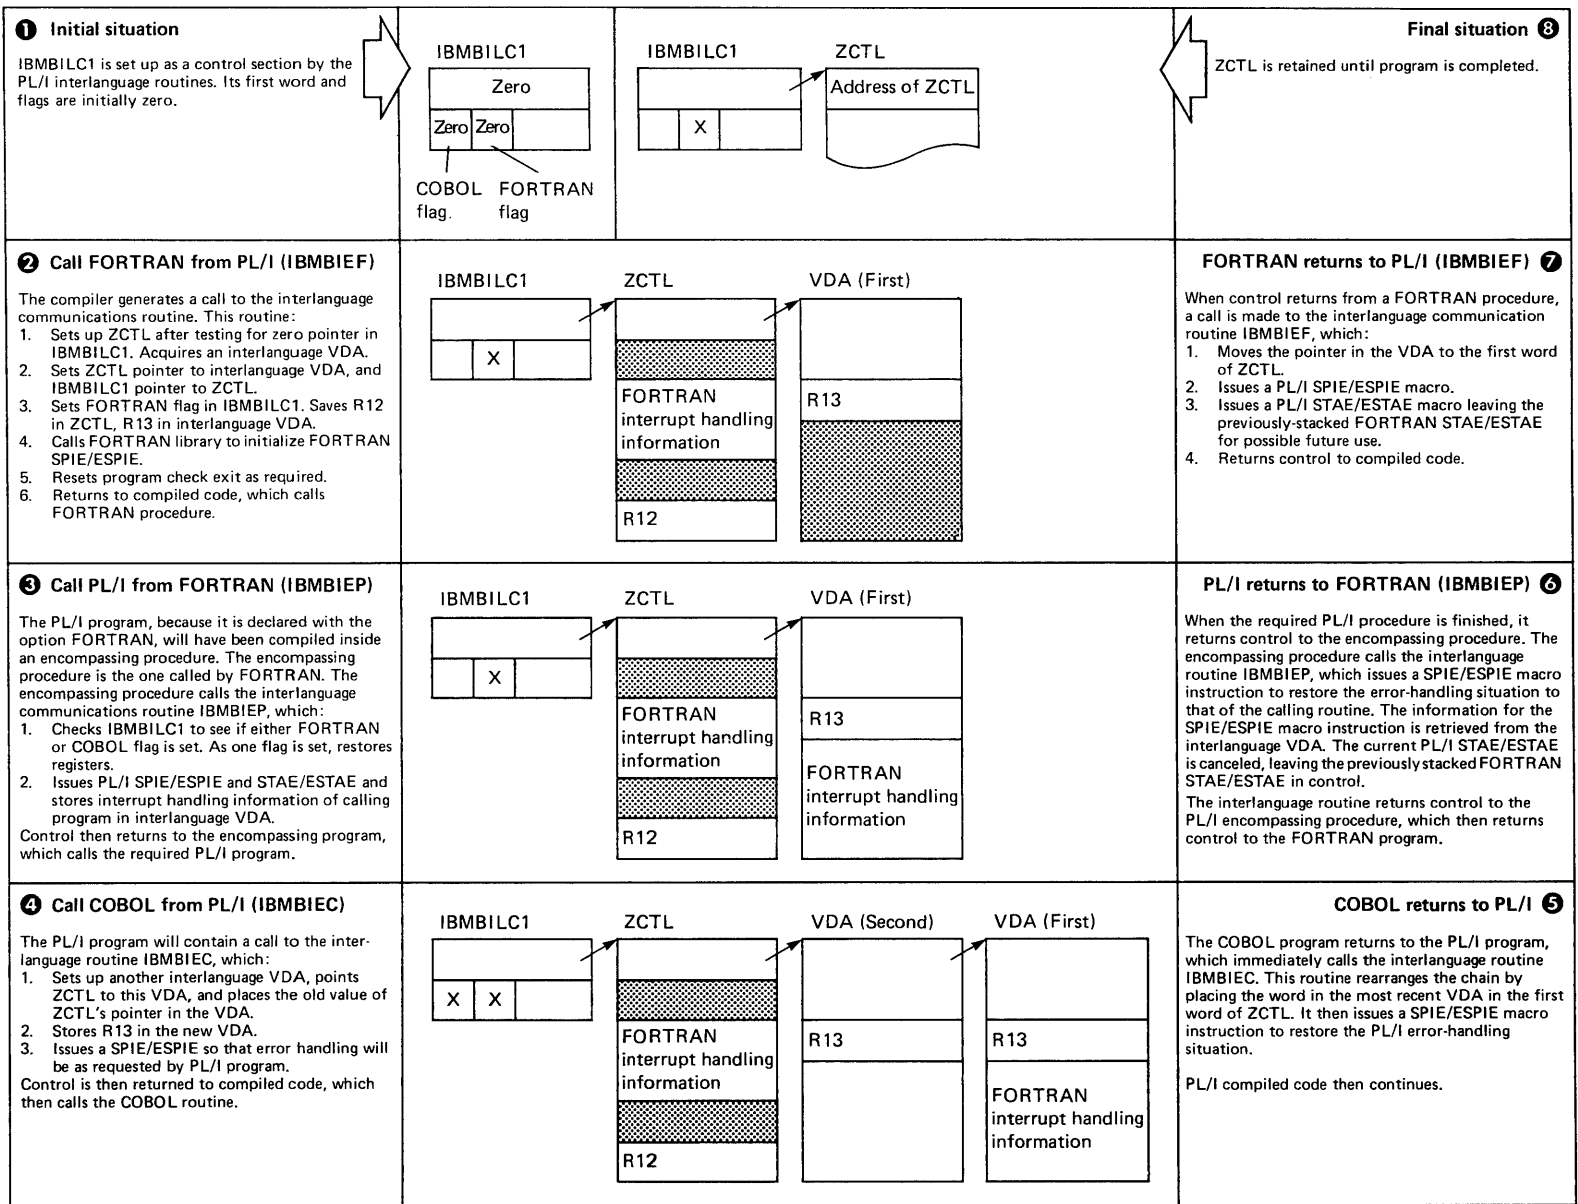 ❶ Initial situation
IBMBILC1 is set up as a control section by the
PL/I interlanguage routines. Its first word and
flags are initially zero.
IBMBILC1
Zero
Zero Zero
COBOL FORTRAN
flag. flag
IBMBILC1 ZCTL
Address of ZCTL
X
Final situation ❽
ZCTL is retained until program is completed.
❷ Call FORTRAN from PL/I (IBMBIEF)
The compiler generates a call to the interlanguage
communications routine. This routine:
1. Sets up ZCTL after testing for zero pointer in
IBMBILC1. Acquires an interlanguage VDA.
2. Sets ZCTL pointer to interlanguage VDA, and
IBMBILC1 pointer to ZCTL.
3. Sets FORTRAN flag in IBMBILC1. Saves R12
in ZCTL, R13 in interlanguage VDA.
4. Calls FORTRAN library to initialize FORTRAN
SPIE/ESPIE.
5. Resets program check exit as required.
6. Returns to compiled code, which calls
FORTRAN procedure.
IBMBILC1 ZCTL VDA (First)
X
FORTRAN
interrupt handling
information
R12
R13
FORTRAN returns to PL/I (IBMBIEF) ❼
When control returns from a FORTRAN procedure,
a call is made to the interlanguage communication
routine IBMBIEF, which:
1. Moves the pointer in the VDA to the first word
of ZCTL.
2. Issues a PL/I SPIE/ESPIE macro.
3. Issues a PL/I STAE/ESTAE macro leaving the
previously-stacked FORTRAN STAE/ESTAE
for possible future use.
4. Returns control to compiled code.
❸ Call PL/I from FORTRAN (IBMBIEP)
The PL/I program, because it is declared with the
option FORTRAN, will have been compiled inside
an encompassing procedure. The encompassing
procedure is the one called by FORTRAN. The
encompassing procedure calls the interlanguage
communications routine IBMBIEP, which:
1. Checks IBMBILC1 to see if either FORTRAN
or COBOL flag is set. As one flag is set, restores
registers.
2. Issues PL/I SPIE/ESPIE and STAE/ESTAE and
stores interrupt handling information of calling
program in interlanguage VDA.
Control then returns to the encompassing program,
which calls the required PL/I program.
IBMBILC1 ZCTL VDA (First)
X
FORTRAN
interrupt handling
information
R12
R13
FORTRAN
interrupt handling
information
PL/I returns to FORTRAN (IBMBIEP) ❻
When the required PL/I procedure is finished, it
returns control to the encompassing procedure. The
encompassing procedure calls the interlanguage
routine IBMBIEP, which issues a SPIE/ESPIE macro
instruction to restore the error-handling situation to
that of the calling routine. The information for the
SPIE/ESPIE macro instruction is retrieved from the
interlanguage VDA. The current PL/I STAE/ESTAE
is canceled, leaving the previously stacked FORTRAN
STAE/ESTAE in control.
The interlanguage routine returns control to the
PL/I encompassing procedure, which then returns
control to the FORTRAN program.
❹ Call COBOL from PL/I (IBMBIEC)
The PL/I program will contain a call to the inter-
language routine IBMBIEC, which:
1. Sets up another interlanguage VDA, points
ZCTL to this VDA, and places the old value of
ZCTL's pointer in the VDA.
2. Stores R13 in the new VDA.
3. Issues a SPIE/ESPIE so that error handling will
be as requested by PL/I program.
Control is then returned to compiled code, which
then calls the COBOL routine.
IBMBILC1 ZCTL VDA (Second) VDA (First)
X X
FORTRAN
interrupt handling
information
R12
R13
R13
FORTRAN
interrupt handling
information
COBOL returns to PL/I ❺
The COBOL program returns to the PL/I program,
which immediately calls the interlanguage routine
IBMBIEC. This routine rearranges the chain by
placing the word in the most recent VDA in the first
word of ZCTL. It then issues a SPIE/ESPIE macro
instruction to restore the PL/I error-handling
situation.
PL/I compiled code then continues.